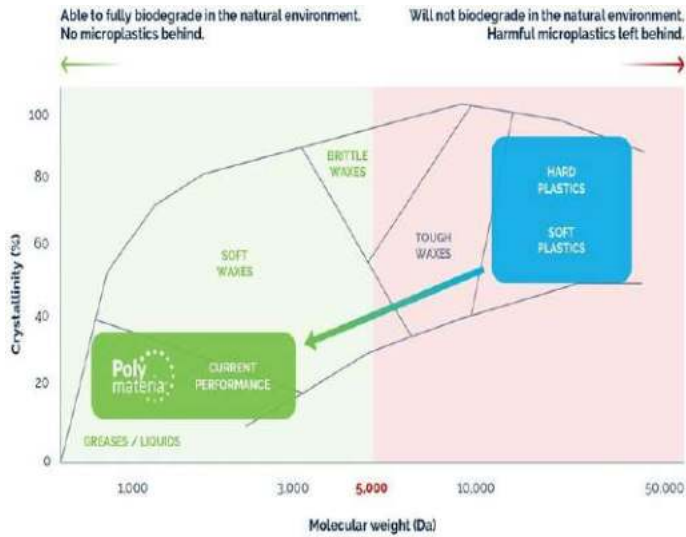 Able to fully biodegrade in the natural environment.
No microplastics behind.
Will not biodegrade in the natural environment.
Harmful microplastics left behind.
100
80
60
40
20
0
Crystallinity (%)
BRITTLE
WAXES
SOFT
WAXES
TOUGH
WAXES
HARD
PLASTICS
SOFT
PLASTICS
Poly
materia
CURRENT
PERFORMANCE
GREASES / LIQUIDS
1,000
3,000
5,000
10,000
50,000
Molecular weight (Da)